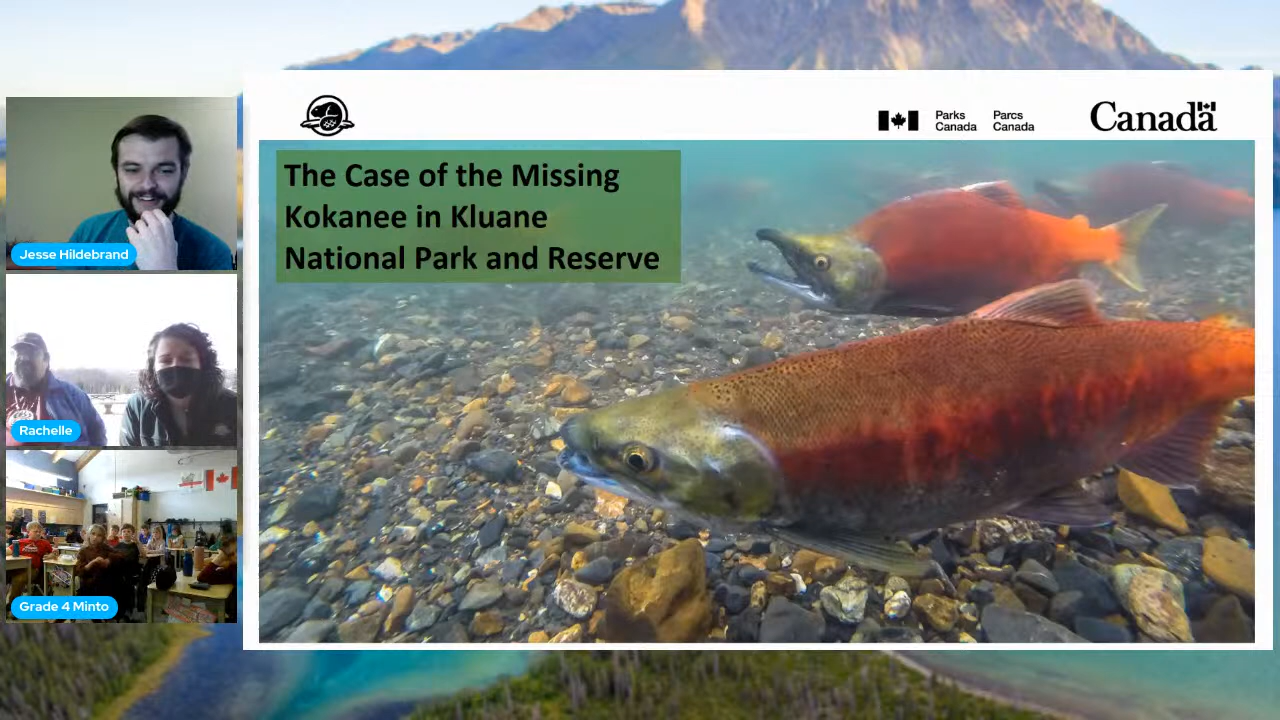 Parks
Canada
Parcs
Canada
Canada
The Case of the Missing
Kokanee in Kluane
National Park and Reserve
Jesse Hildebrand
Rachelle
Grade 4 Minto